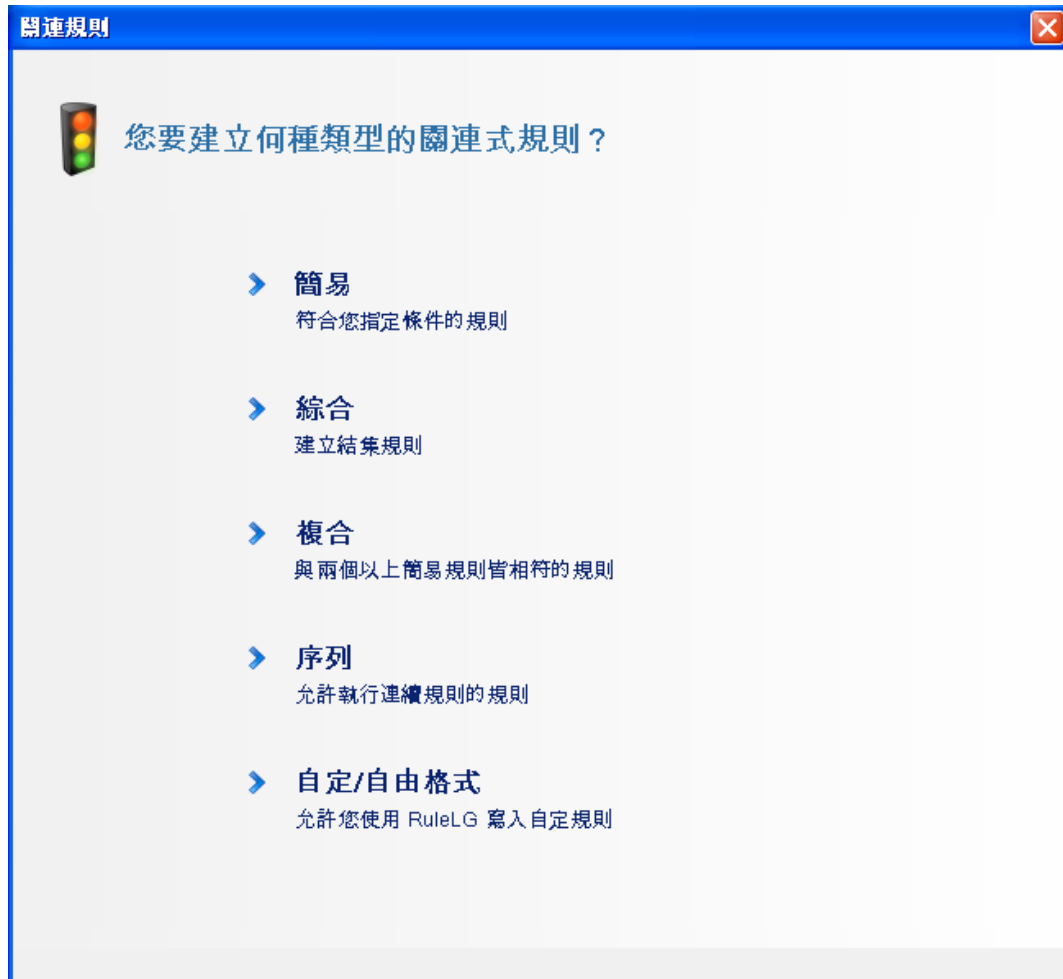 關連規則
您要建立何種類型的關連式規則？
簡易
符合您指定條件的規則
綜合
建立結集規則
複合
與兩個以上簡易規則皆相符的規則
序列
允許執行連續規則的規則
自定/自由格式
允許您使用 RuleLG 寫入自定規則